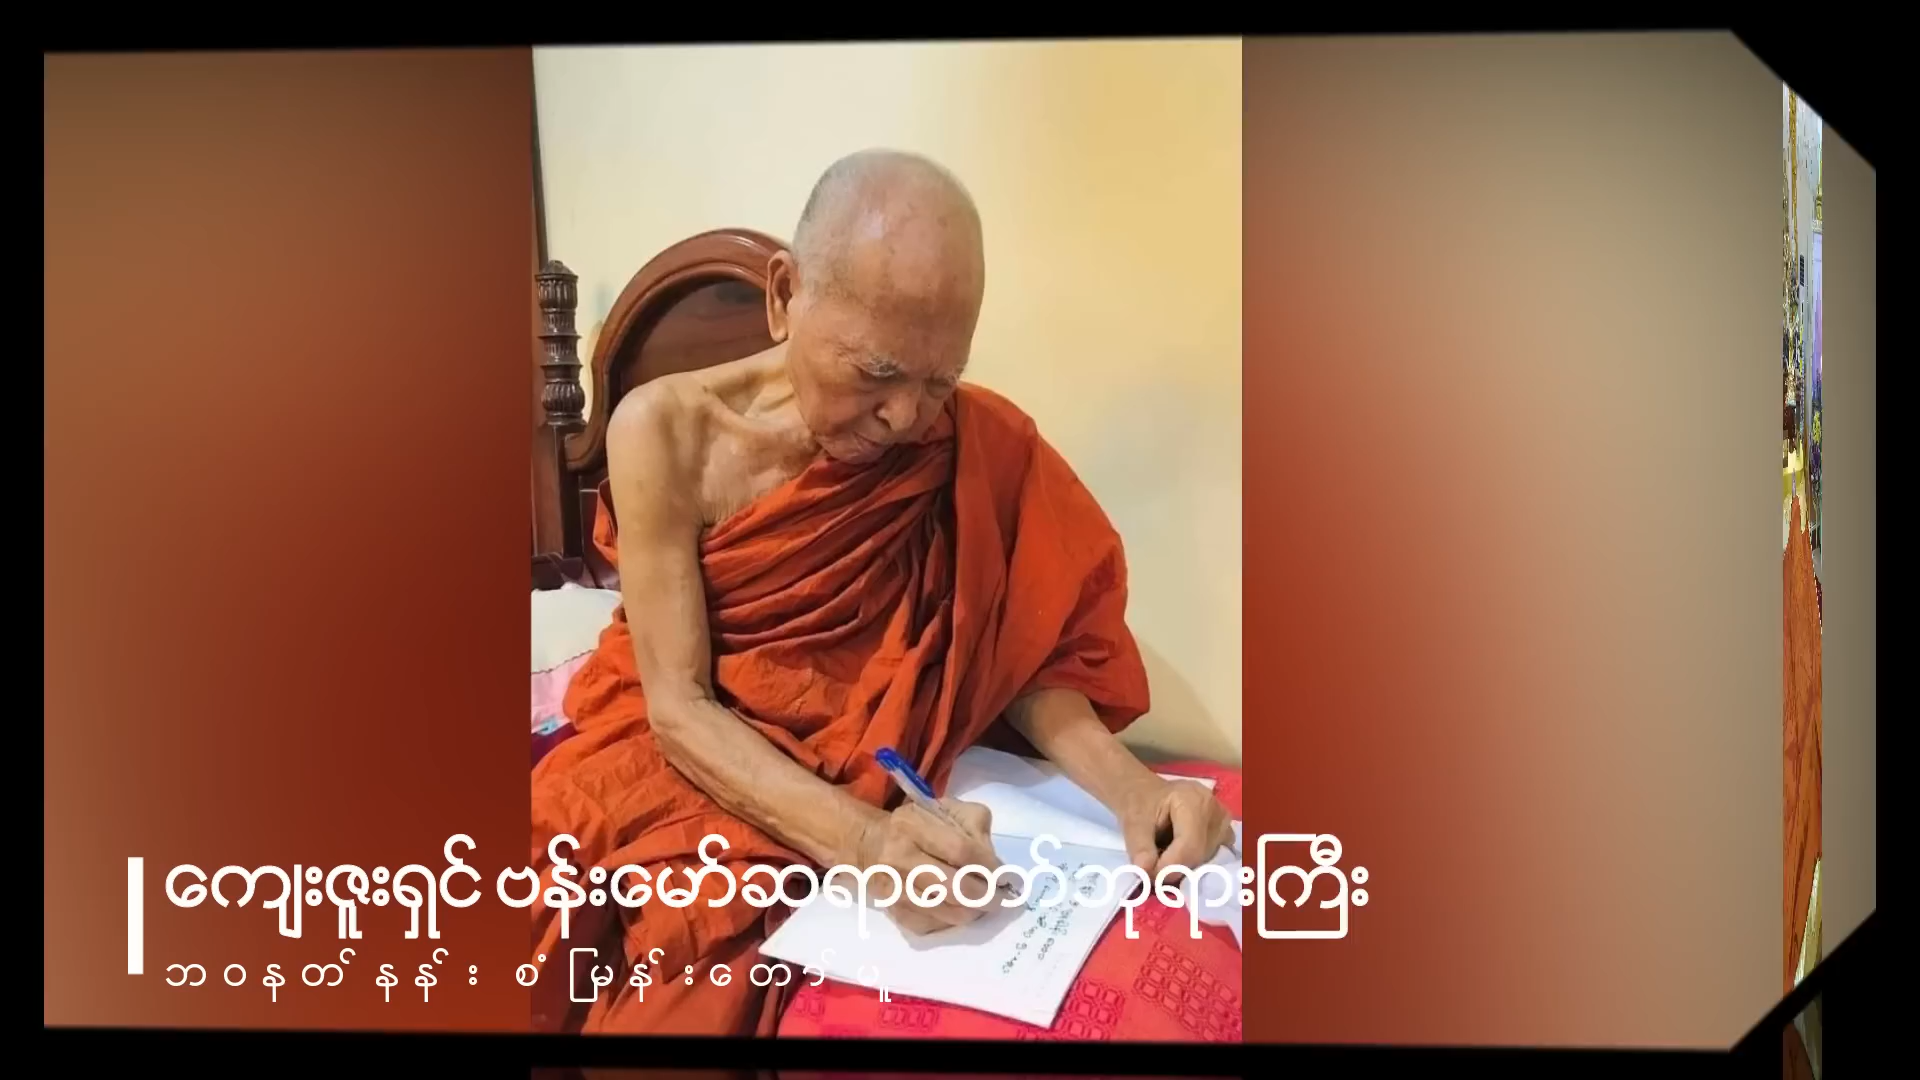 ကျေးဇူးရှင် ဗန်းမော်ဆရာတော်ဘုရားကြီး
ဘဝနတ်နန်း စံမြန်းတော်မူ